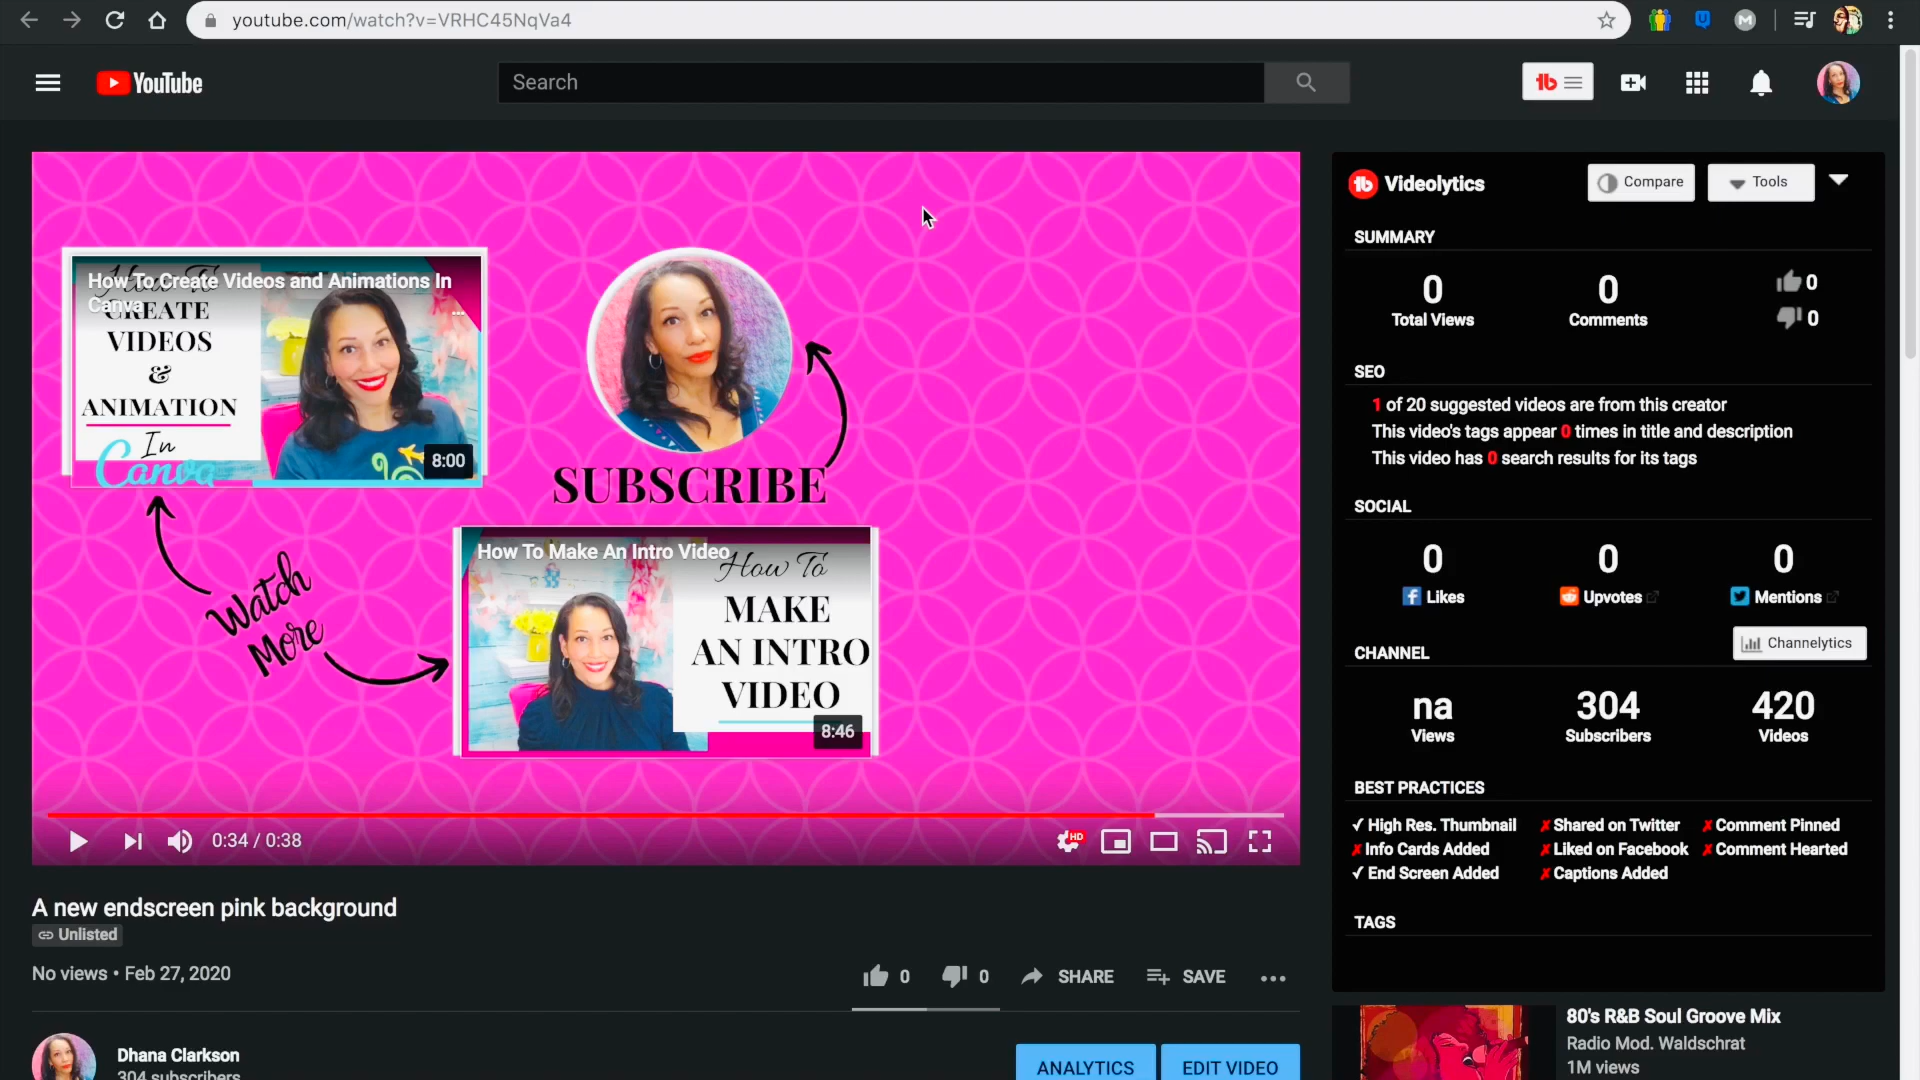 youtube.com/watch?v=VRHC45NqVa4
YouTube
Search
tb
How To Create Videos and Animations In
Canva
...
How To
CREATE
VIDEOS
&
ANIMATION
In
Canva
8:00
SUBSCRIBE
Watch
More
How To Make An Intro Video
How To
MAKE
AN INTRO
VIDEO
8:46
0:34 / 0:38
HD
A new endscreen pink background
Unlisted
No views • Feb 27, 2020
0
0
SHARE
SAVE
Dhana Clarkson
304 subscribers
ANALYTICS
EDIT VIDEO
tb Videolytics
Compare
Tools
SUMMARY
0
Total Views
0
Comments
0
0
SEO
1 of 20 suggested videos are from this creator
This video's tags appear 0 times in title and description
This video has 0 search results for its tags
SOCIAL
0
Likes
0
Upvotes
0
Mentions
CHANNEL
Channelytics
na
Views
304
Subscribers
420
Videos
BEST PRACTICES
✓ High Res. Thumbnail
✗ Shared on Twitter
✗ Comment Pinned
✗ Info Cards Added
✗ Liked on Facebook
✗ Comment Hearted
✓ End Screen Added
✗ Captions Added
TAGS
80's R&B Soul Groove Mix
Radio Mod. Waldschrat
1M views